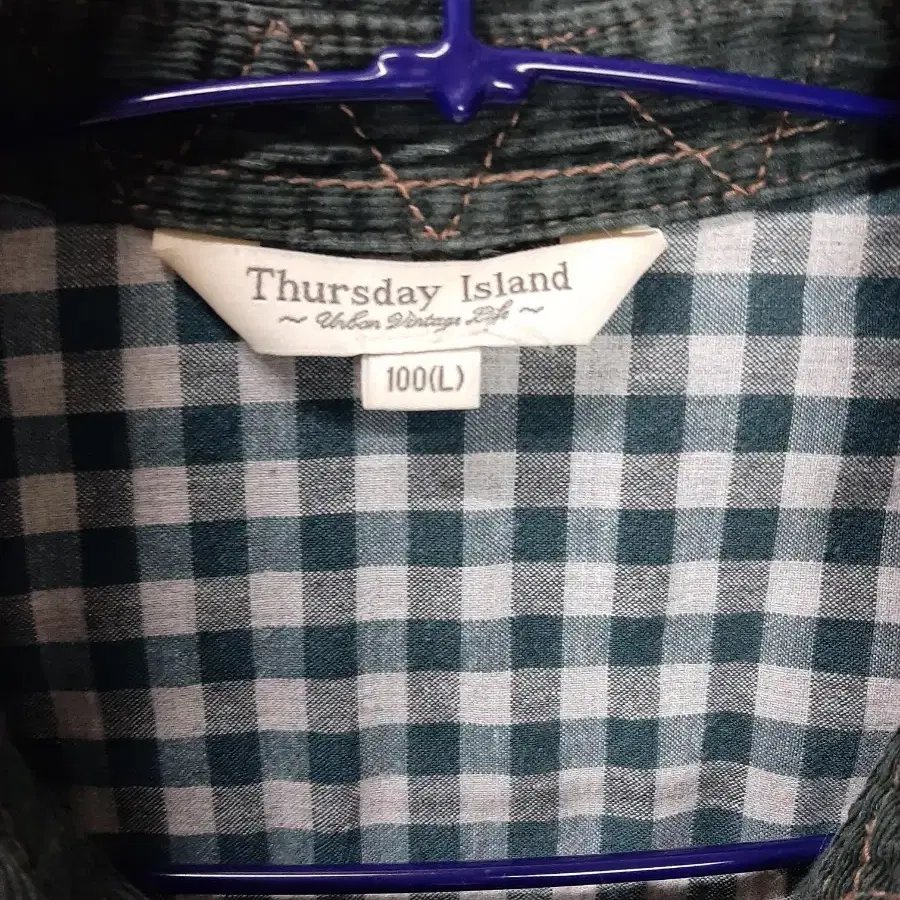 Thursday Island
~ Urban Vintage Life ~
100(L)